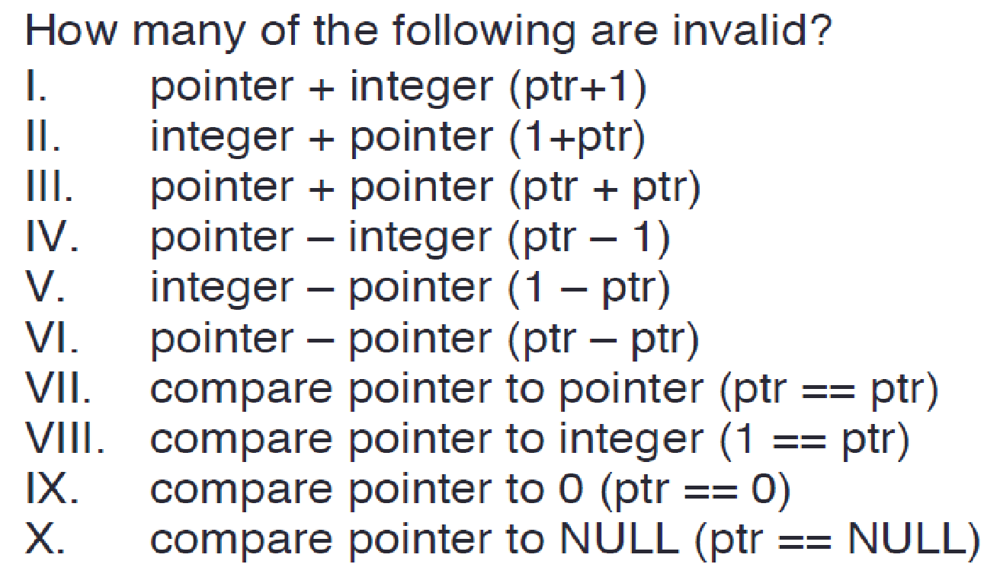 How many of the following are invalid?
I. pointer + integer (ptr+1)
II. integer + pointer (1+ptr)
III. pointer + pointer (ptr + ptr)
IV. pointer – integer (ptr – 1)
V. integer – pointer (1 – ptr)
VI. pointer – pointer (ptr – ptr)
VII. compare pointer to pointer (ptr == ptr)
VIII. compare pointer to integer (1 == ptr)
IX. compare pointer to 0 (ptr == 0)
X. compare pointer to NULL (ptr == NULL)